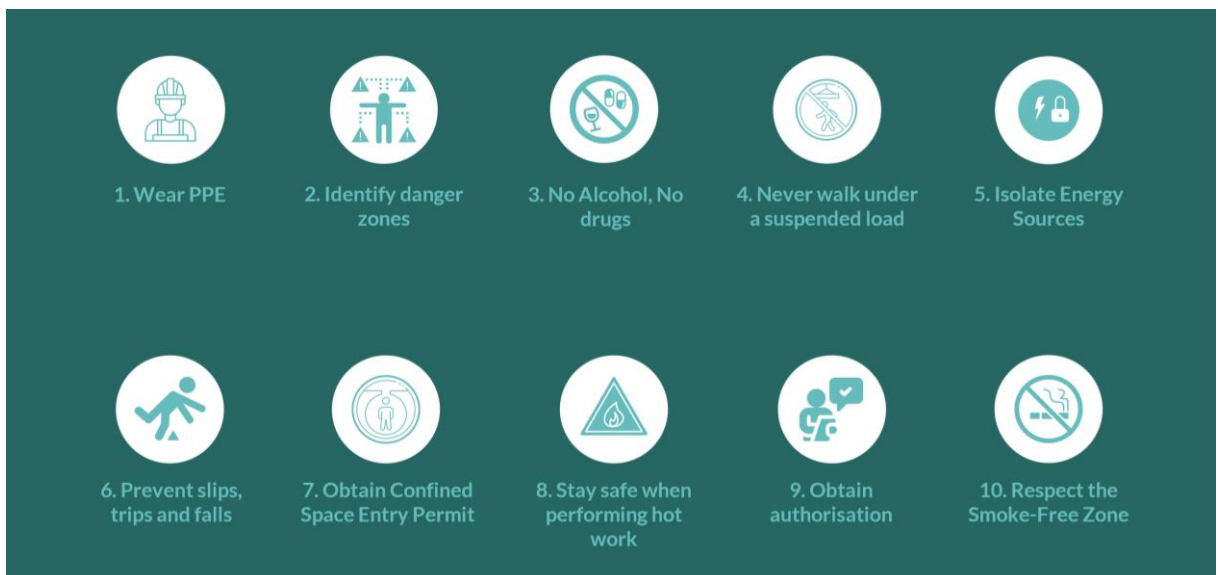 1. Wear PPE
2. Identify danger
zones
3. No Alcohol, No
drugs
4. Never walk under
a suspended load
5. Isolate Energy
Sources
6. Prevent slips,
trips and falls
7. Obtain Confined
Space Entry Permit
8. Stay safe when
performing hot
work
9. Obtain
authorisation
10. Respect the
Smoke-Free Zone